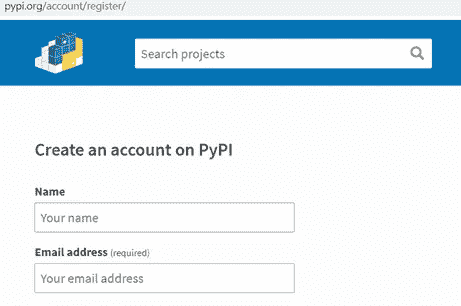 pypi.org/account/register/
Search projects
Create an account on PyPI
Name
Your name
Email address (required)
Your email address